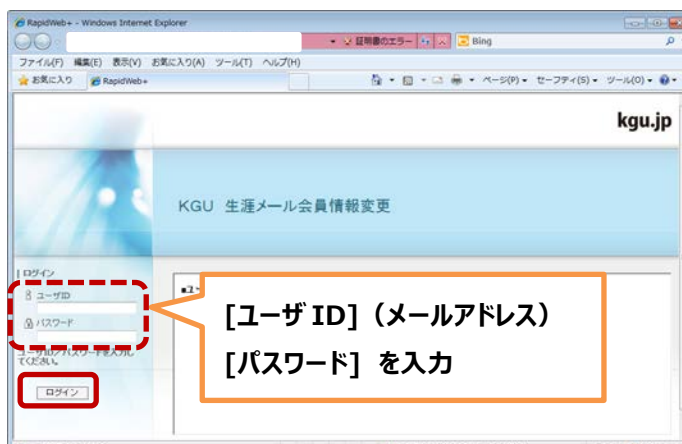 RapidWeb+ - Windows Internet Explorer
証明書のエラー
Bing
ファイル(F) 編集(E) 表示(V) お気に入り(A) ツール(T) ヘルプ(H)
お気に入り RapidWeb+ ページ(P) セーフティ(S) ツール(O)
kgu.jp
KGU 生涯メール会員情報変更
ログイン
ユーザID
パスワード
ユーザID/パスワードを入力し
てください。
ログイン
[ユーザ ID]（メールアドレス）
[パスワード] を入力